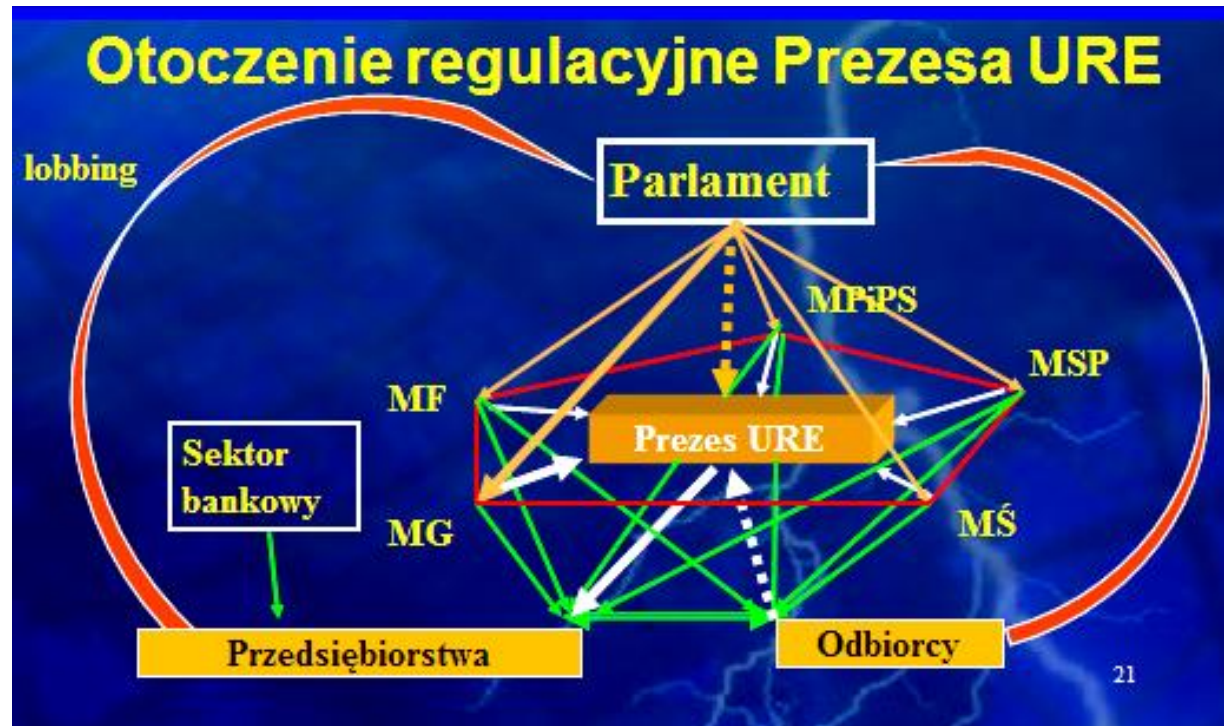 Otoczenie regulacyjne Prezesa URE
lobbing
Parlament
MPiPS
MSP
MF
Prezes URE
Sektor
bankowy
MG
MŚ
Przedsiębiorstwa
Odbiorcy
21